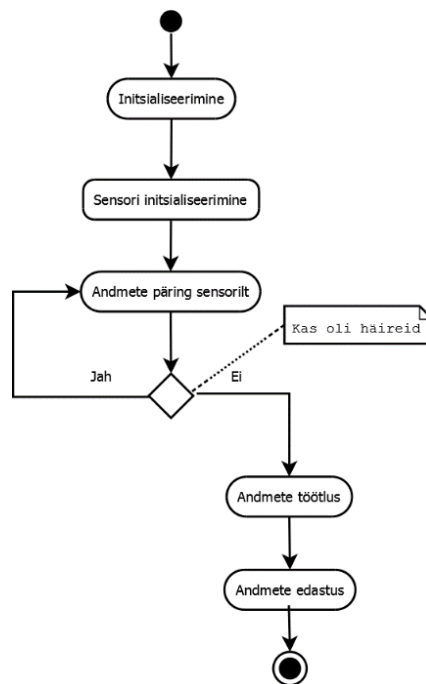 Initsialiseerimine
Sensori initsialiseerimine
Andmete päring sensorilt
Kas oli häireid
Jah
Ei
Andmete töötlus
Andmete edastus